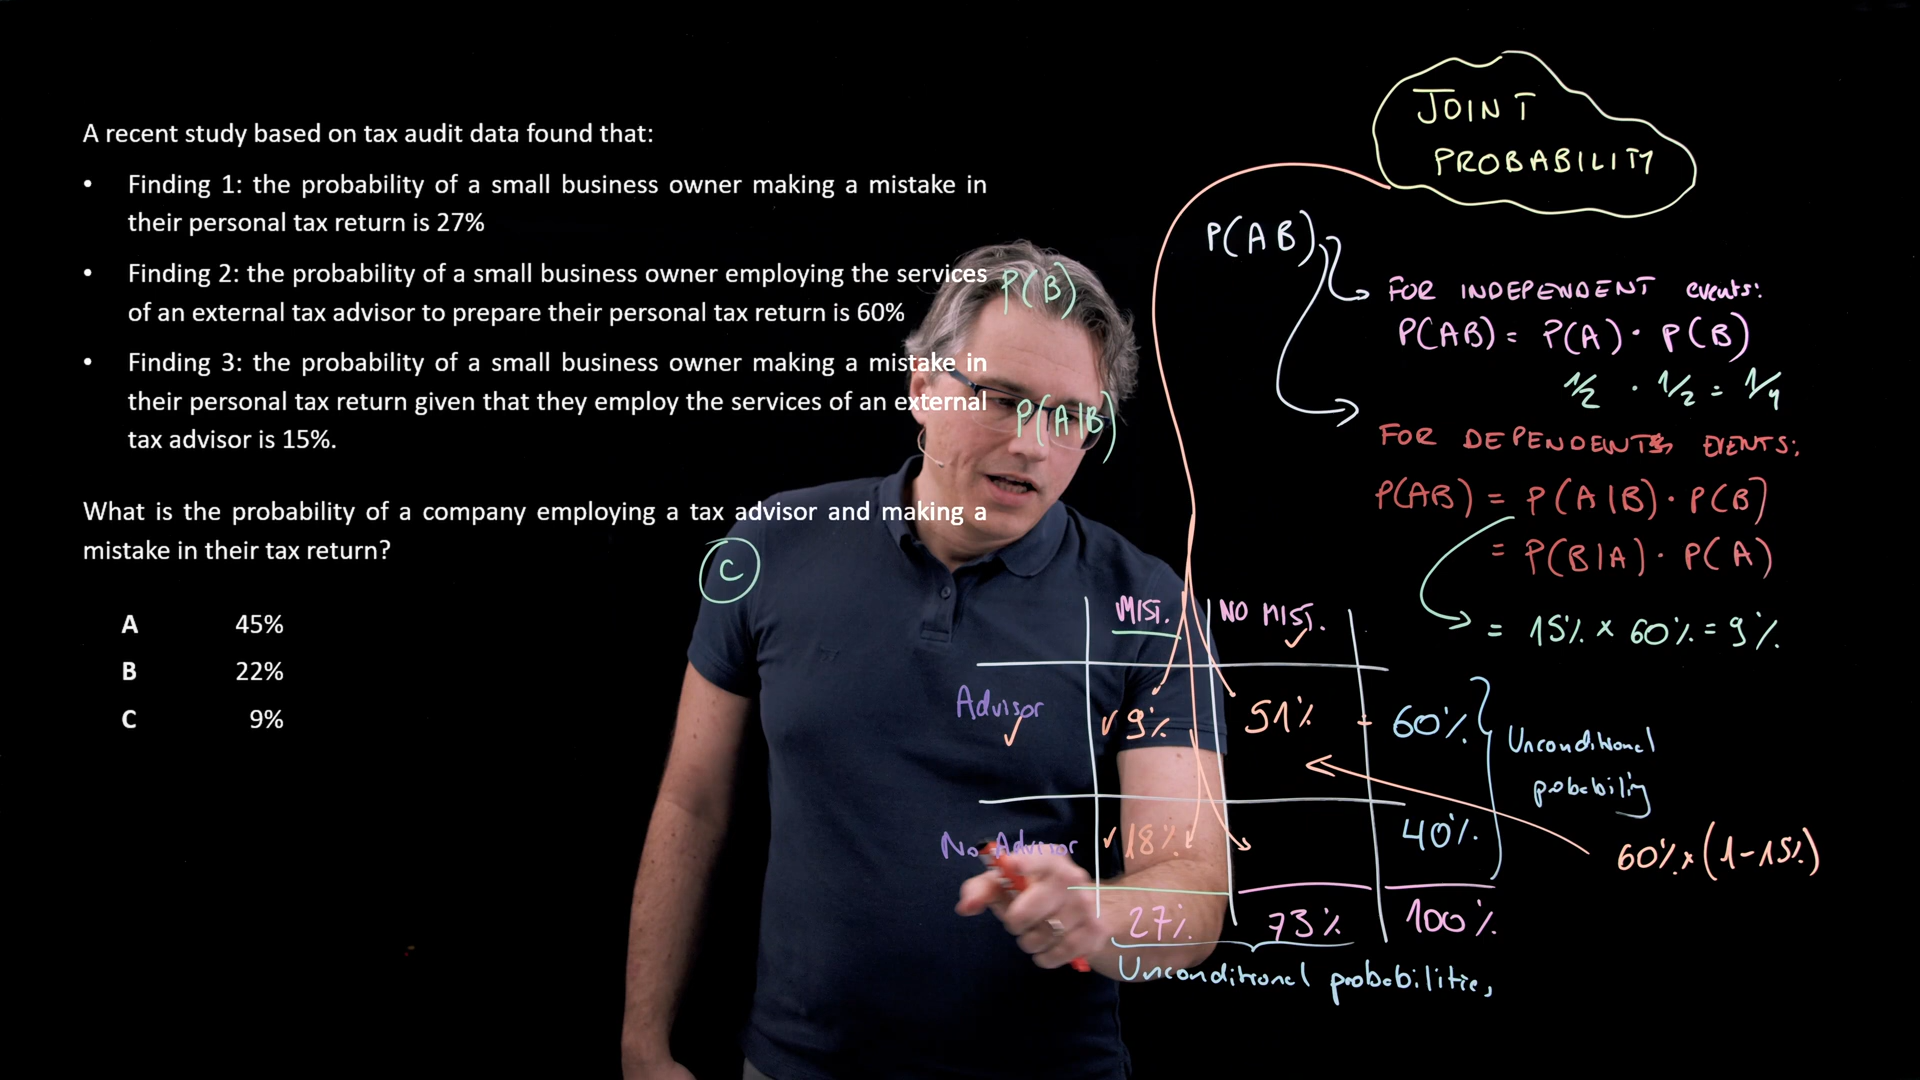 A recent study based on tax audit data found that:
• Finding 1: the probability of a small business owner making a mistake in
their personal tax return is 27%
• Finding 2: the probability of a small business owner employing the services
of an external tax advisor to prepare their personal tax return is 60%
• Finding 3: the probability of a small business owner making a mistake in
their personal tax return given that they employ the services of an external
tax advisor is 15%.
What is the probability of a company employing a tax advisor and making a
mistake in their tax return?
C
A 45%
B 22%
C 9%
P(B)
P(A|B)
JOINT
PROBABILITY
P(AB)
FOR INDEPENDENT events:
P(AB) = P(A) · P(B)
1/2 · 1/2 = 1/4
FOR DEPENDENT EVENTS:
P(AB) = P(A|B) · P(B)
= P(B|A) · P(A)
= 15% x 60% = 9%
MIST. NO MIST.
Advisor 9% 51% 60%
No Advisor 18% 40%
27% 73% 100%
Unconditional
probability
60% x (1-15%)
Unconditional probabilities